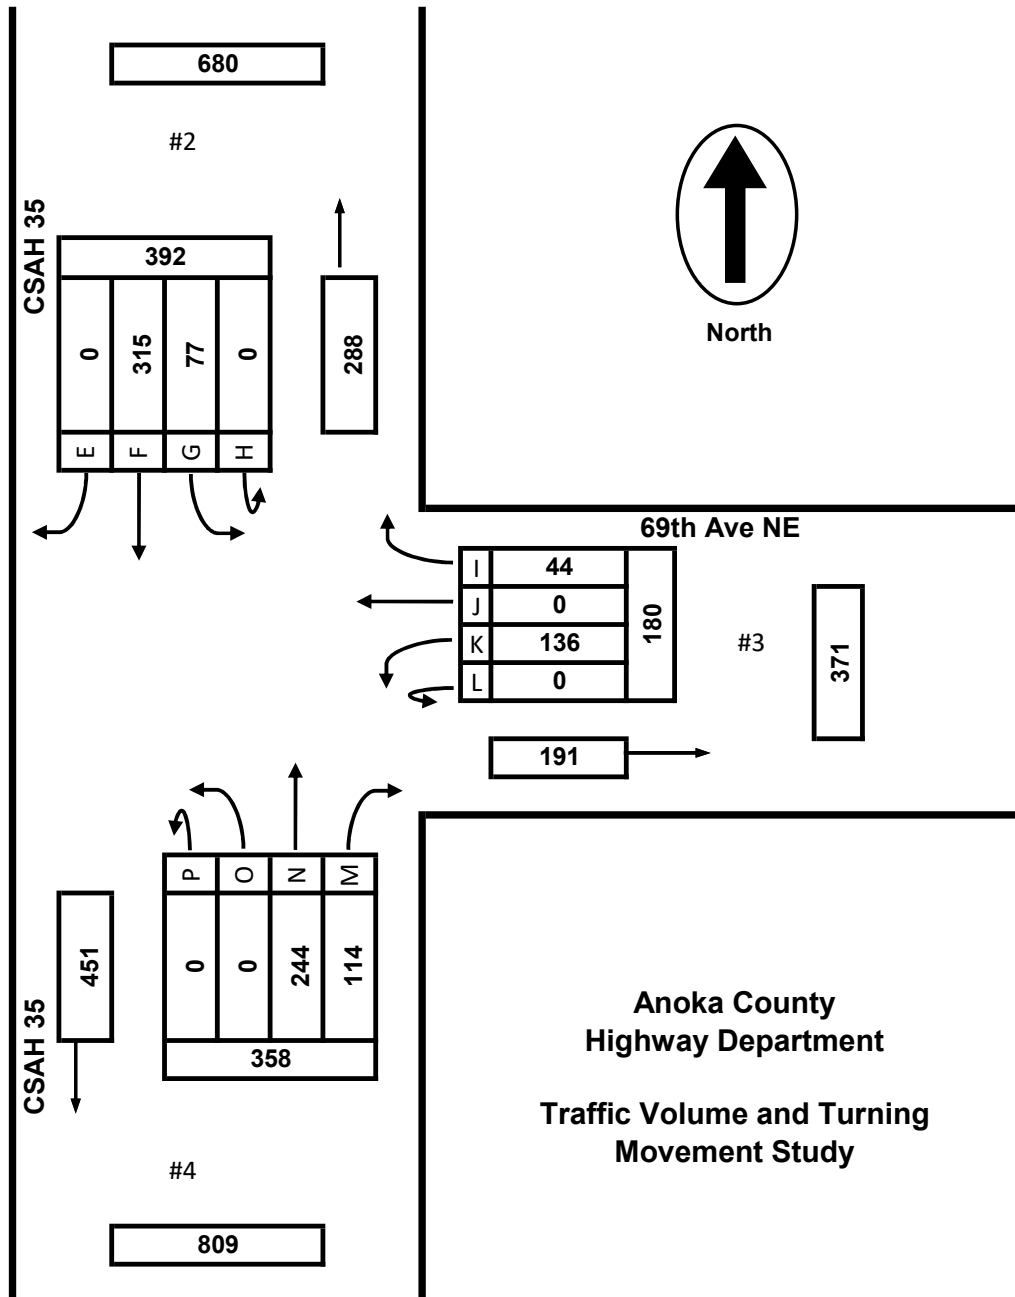 680
#2
CSAH 35
392
0 315 77 0
E F G H
288
North
69th Ave NE
I 44
J 0
K 136
L 0
180
#3
371
191
P O N M
0 0 244 114
358
451
CSAH 35
#4
809
Anoka County
Highway Department
Traffic Volume and Turning
Movement Study